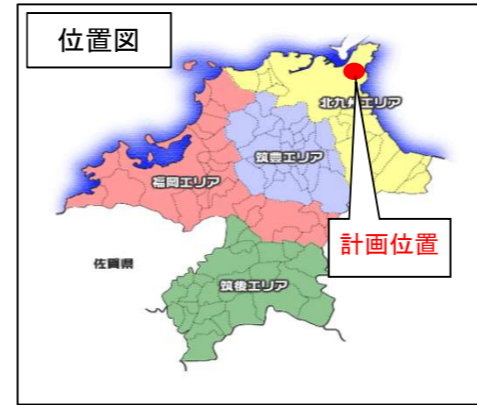 位置図
北九州エリア
筑豊エリア
福岡エリア
計画位置
佐賀県
筑後エリア